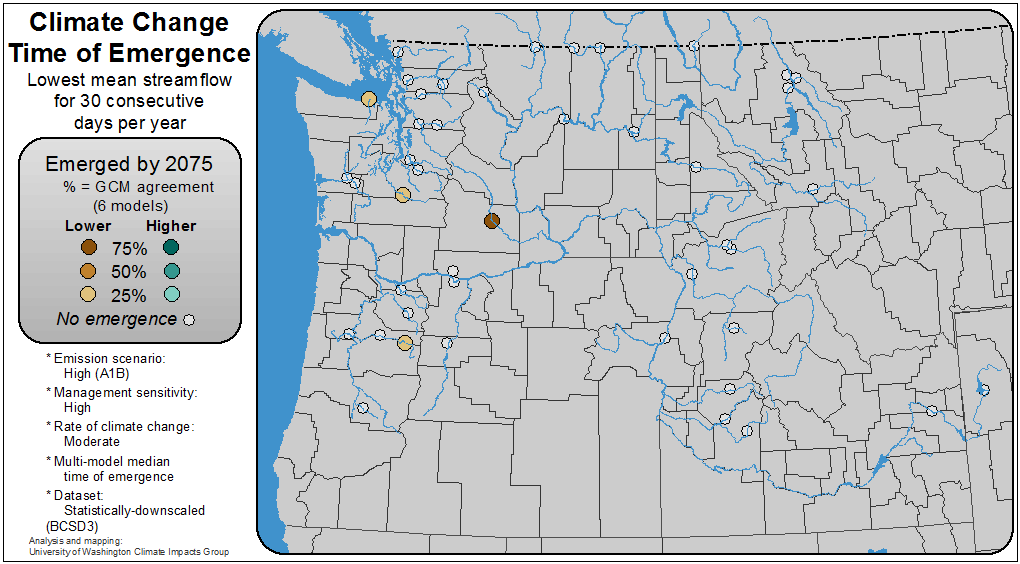 Climate Change
Time of Emergence
Lowest mean streamflow
for 30 consecutive
days per year
Emerged by 2075
% = GCM agreement
(6 models)
Lower Higher
75%
50%
25%
No emergence
* Emission scenario:
High (A1B)
* Management sensitivity:
High
* Rate of climate change:
Moderate
* Multi-model median
time of emergence
* Dataset:
Statistically-downscaled
(BCSD3)
Analysis and mapping:
University of Washington Climate Impacts Group